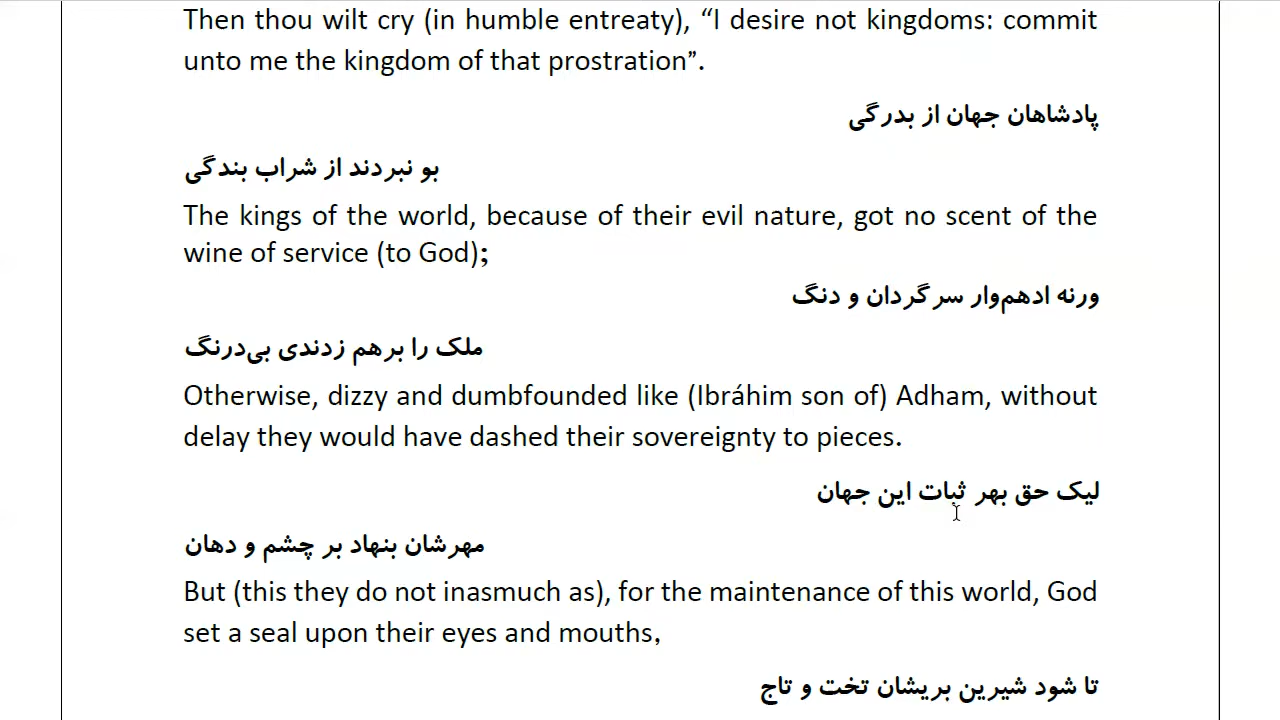 Then thou wilt cry (in humble entreaty), “I desire not kingdoms: commit
unto me the kingdom of that prostration”.
پادشاهان جهان از بدرگی
بو نبردند از شراب بندگی
The kings of the world, because of their evil nature, got no scent of the
wine of service (to God);
ورنه ادهم‌وار سرگردان و دنگ
ملک را برهم زدندی بی‌درنگ
Otherwise, dizzy and dumbfounded like (Ibráhim son of) Adham, without
delay they would have dashed their sovereignty to pieces.
لیک حق بهر ثبات این جهان
مهرشان بنهاد بر چشم و دهان
But (this they do not inasmuch as), for the maintenance of this world, God
set a seal upon their eyes and mouths,
تا شود شیرین بریشان تخت و تاج